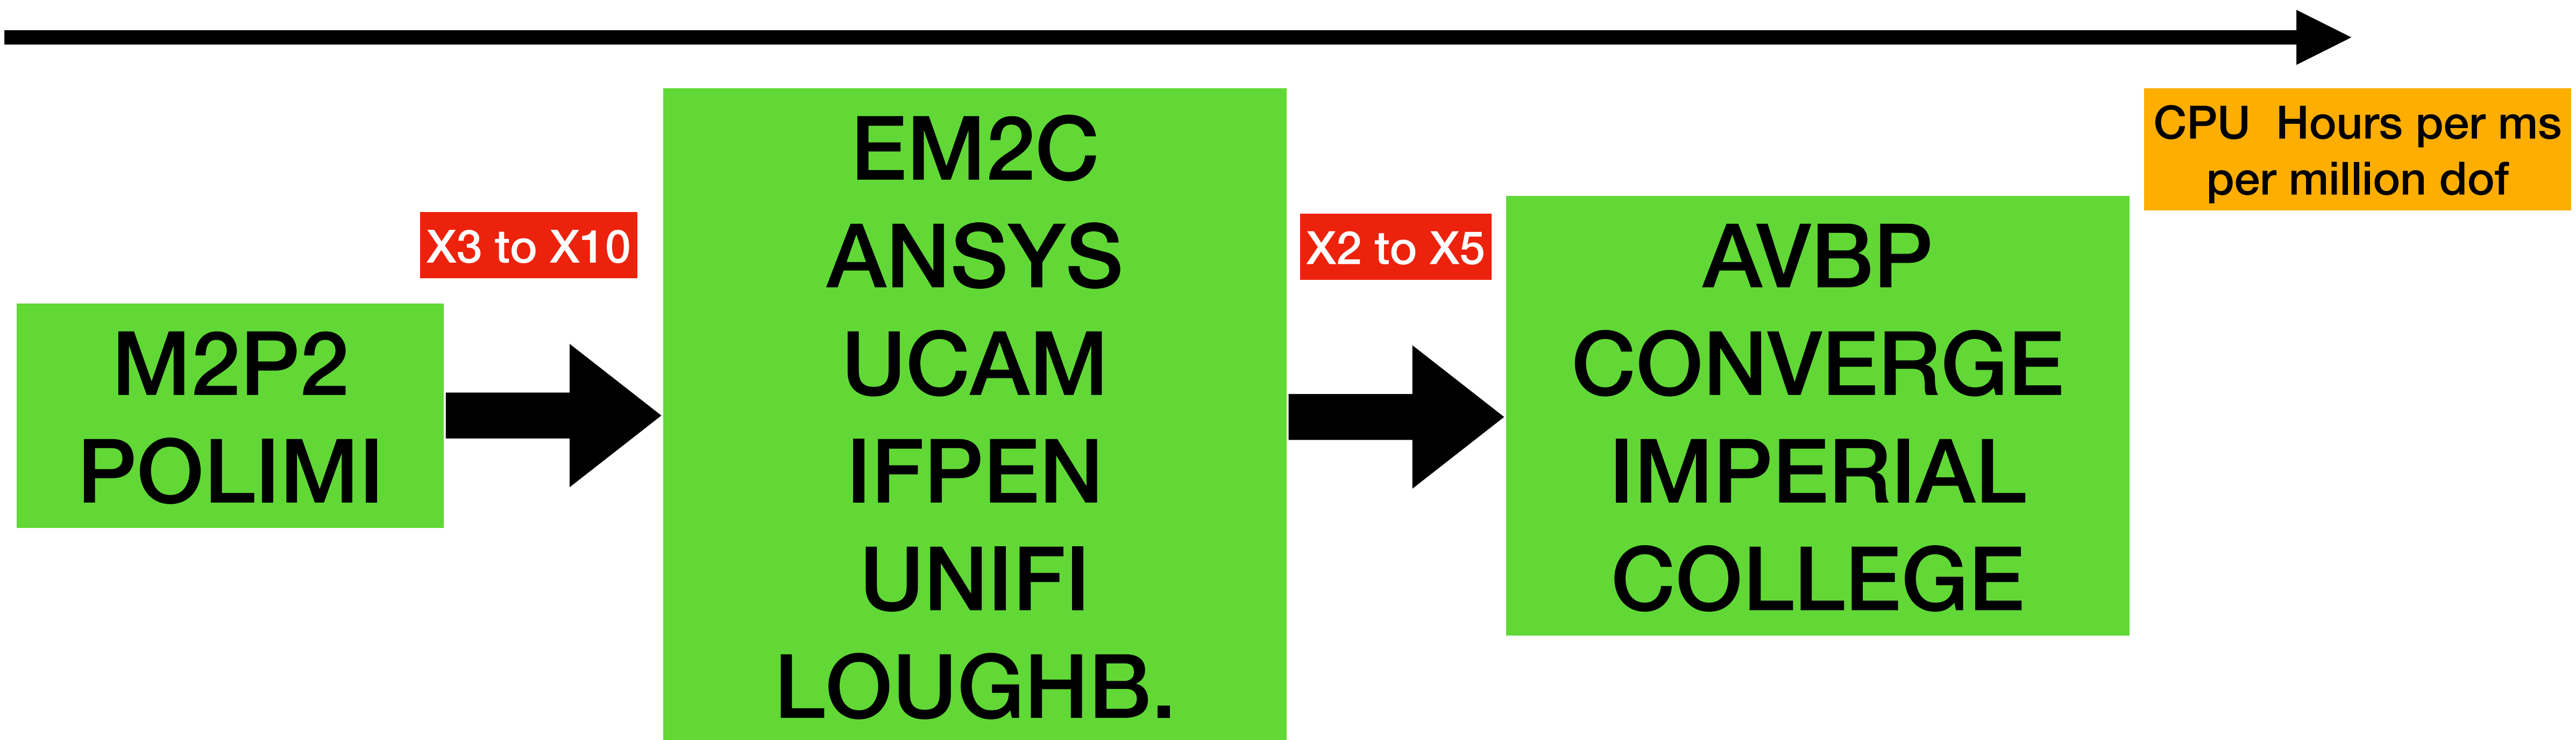 M2P2
POLIMI
X3 to X10
EM2C
ANSYS
UCAM
IFPEN
UNIFI
LOUGHB.
X2 to X5
AVBP
CONVERGE
IMPERIAL
COLLEGE
CPU Hours per ms
per million dof